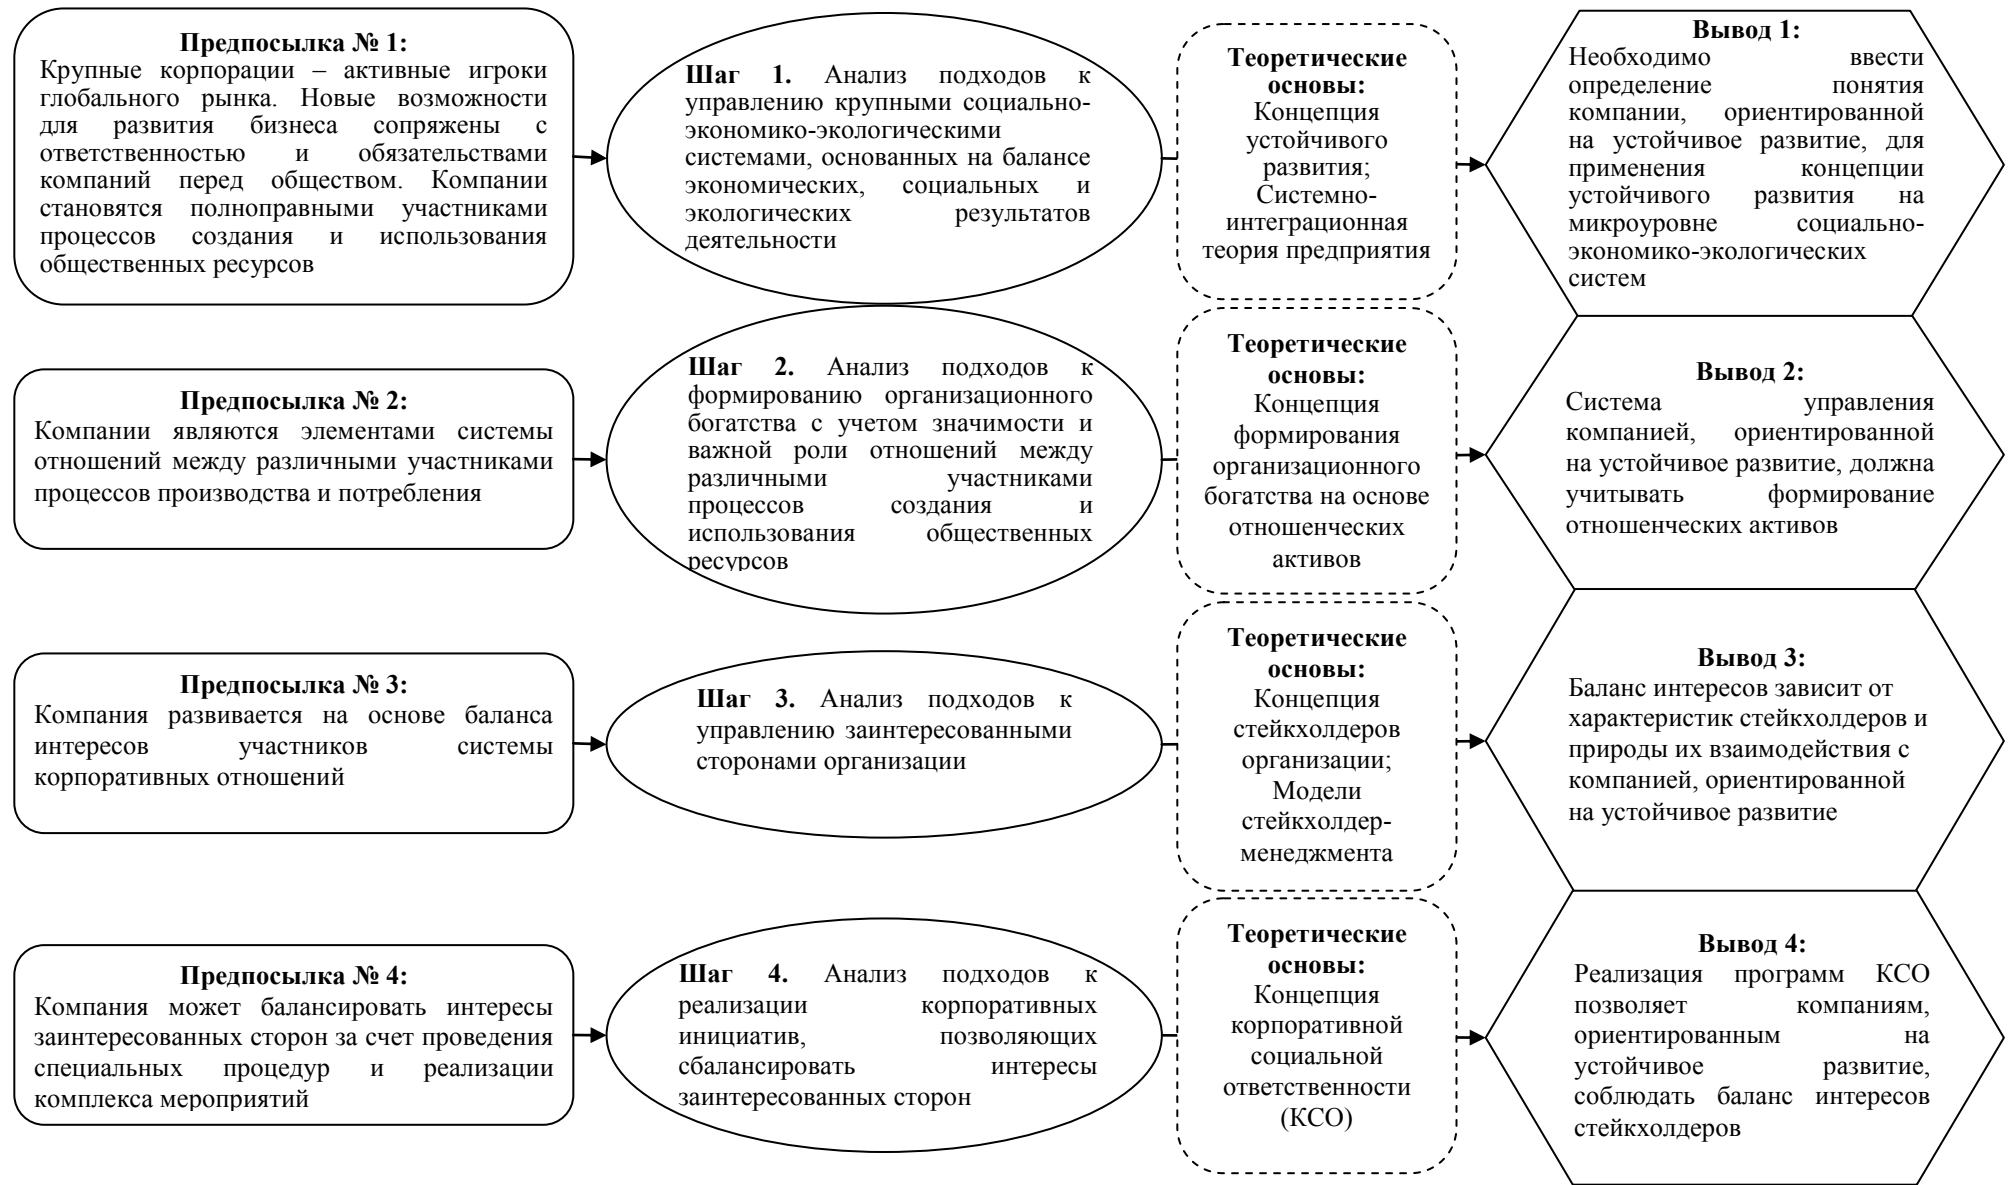 Предпосылка № 1:
Крупные корпорации – активные игроки
глобального рынка. Новые возможности
для развития бизнеса сопряжены с
ответственностью и обязательствами
компаний перед обществом. Компании
становятся полноправными участниками
процессов создания и использования
общественных ресурсов
Шаг 1. Анализ подходов к
управлению крупными социально-
экономико-экологическими
системами, основанных на балансе
экономических, социальных и
экологических результатов
деятельности
Теоретические
основы:
Концепция
устойчивого
развития;
Системно-
интеграционная
теория предприятия
Вывод 1:
Необходимо ввести
определение понятия
компании, ориентированной
на устойчивое развитие, для
применения концепции
устойчивого развития на
микроуровне социально-
экономико-экологических
систем
Предпосылка № 2:
Компании являются элементами системы
отношений между различными участниками
процессов производства и потребления
Шаг 2. Анализ подходов к
формированию организационного
богатства с учетом значимости и
важной роли отношений между
различными участниками
процессов создания и
использования общественных
ресурсов
Теоретические
основы:
Концепция
формирования
организационного
богатства на основе
отношенческих
активов
Вывод 2:
Система управления
компанией, ориентированной
на устойчивое развитие, должна
учитывать формирование
отношенческих активов
Предпосылка № 3:
Компания развивается на основе баланса
интересов участников системы
корпоративных отношений
Шаг 3. Анализ подходов к
управлению заинтересованными
сторонами организации
Теоретические
основы:
Концепция
стейкхолдеров
организации;
Модели
стейкхолдер-
менеджмента
Вывод 3:
Баланс интересов зависит от
характеристик стейкхолдеров и
природы их взаимодействия с
компанией, ориентированной
на устойчивое развитие
Предпосылка № 4:
Компания может балансировать интересы
заинтересованных сторон за счет проведения
специальных процедур и реализации
комплекса мероприятий
Шаг 4. Анализ подходов к
реализации корпоративных
инициатив, позволяющих
сбалансировать интересы
заинтересованных сторон
Теоретические
основы:
Концепция
корпоративной
социальной
ответственности
(КСО)
Вывод 4:
Реализация программ КСО
позволяет компаниям,
ориентированным на
устойчивое развитие,
соблюдать баланс интересов
стейкхолдеров